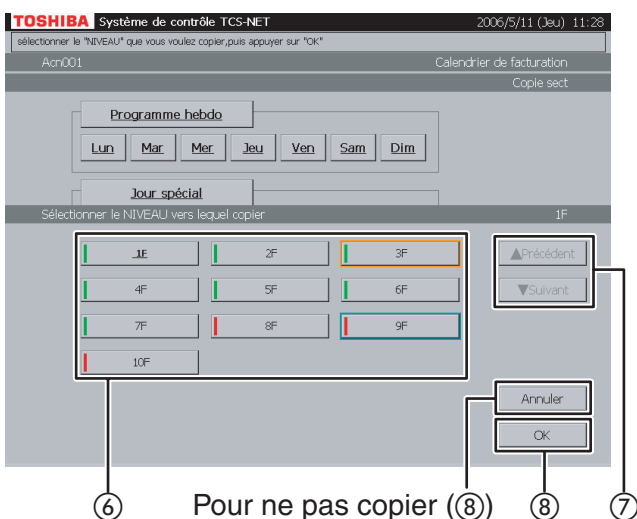 TOSHIBA Système de contrôle TCS-NET 2006/5/11 (Jeu) 11:28
sélectionner le "NIVEAU" que vous voulez copier,puis appuyer sur "OK"
Acn001 Calendrier de facturation
Copie sect
Programme hebdo
Lun Mar Mer Jeu Ven Sam Dim
Jour spécial
Sélectionner le NIVEAU vers lequel copier 1F
1F 2F 3F ▲Précédent
4F 5F 6F ▼Suivant
7F 8F 9F
10F
Annuler
OK
⑥ Pour ne pas copier (⑧) ⑧ ⑦